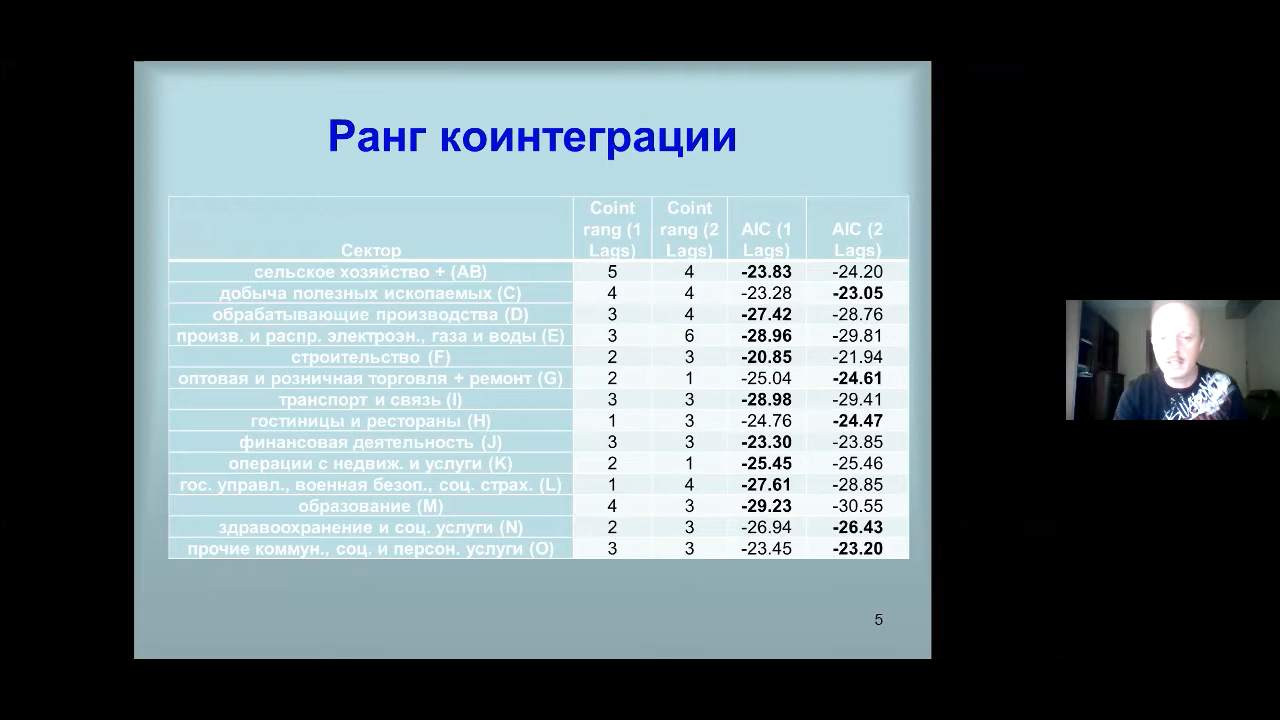 Ранг коинтеграции
Сектор Coint rang (1 Lags) Coint rang (2 Lags) AIC (1 Lags) AIC (2 Lags)
сельское хозяйство + (AB) 5 4 -23.83 -24.20
добыча полезных ископаемых (C) 4 4 -23.28 -23.05
обрабатывающие производства (D) 3 4 -27.42 -28.76
произв. и распр. электроэн., газа и воды (E) 3 6 -28.96 -29.81
строительство (F) 2 3 -20.85 -21.94
оптовая и розничная торговля + ремонт (G) 2 1 -25.04 -24.61
транспорт и связь (I) 3 3 -28.98 -29.41
гостиницы и рестораны (H) 1 3 -24.76 -24.47
финансовая деятельность (J) 3 3 -23.30 -23.85
операции с недвиж. и услуги (K) 2 1 -25.45 -25.46
гос. управл., военная безоп., соц. страх. (L) 1 4 -27.61 -28.85
образование (M) 4 3 -29.23 -30.55
здравоохранение и соц. услуги (N) 2 3 -26.94 -26.43
прочие коммун., соц. и персон. услуги (O) 3 3 -23.45 -23.20
5